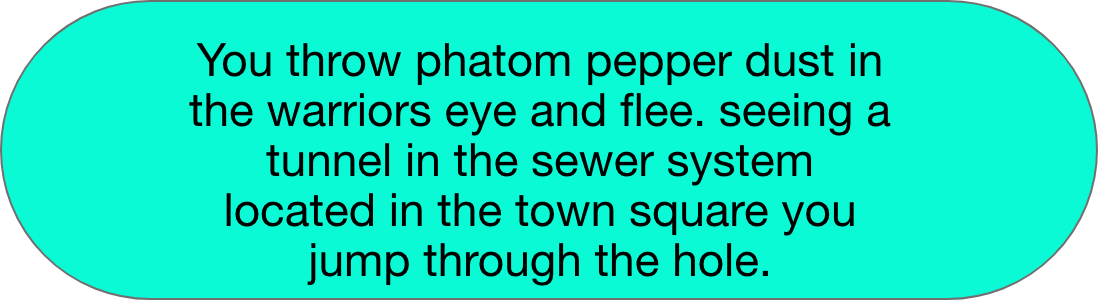 You throw phatom pepper dust in
the warriors eye and flee. seeing a
tunnel in the sewer system
located in the town square you
jump through the hole.